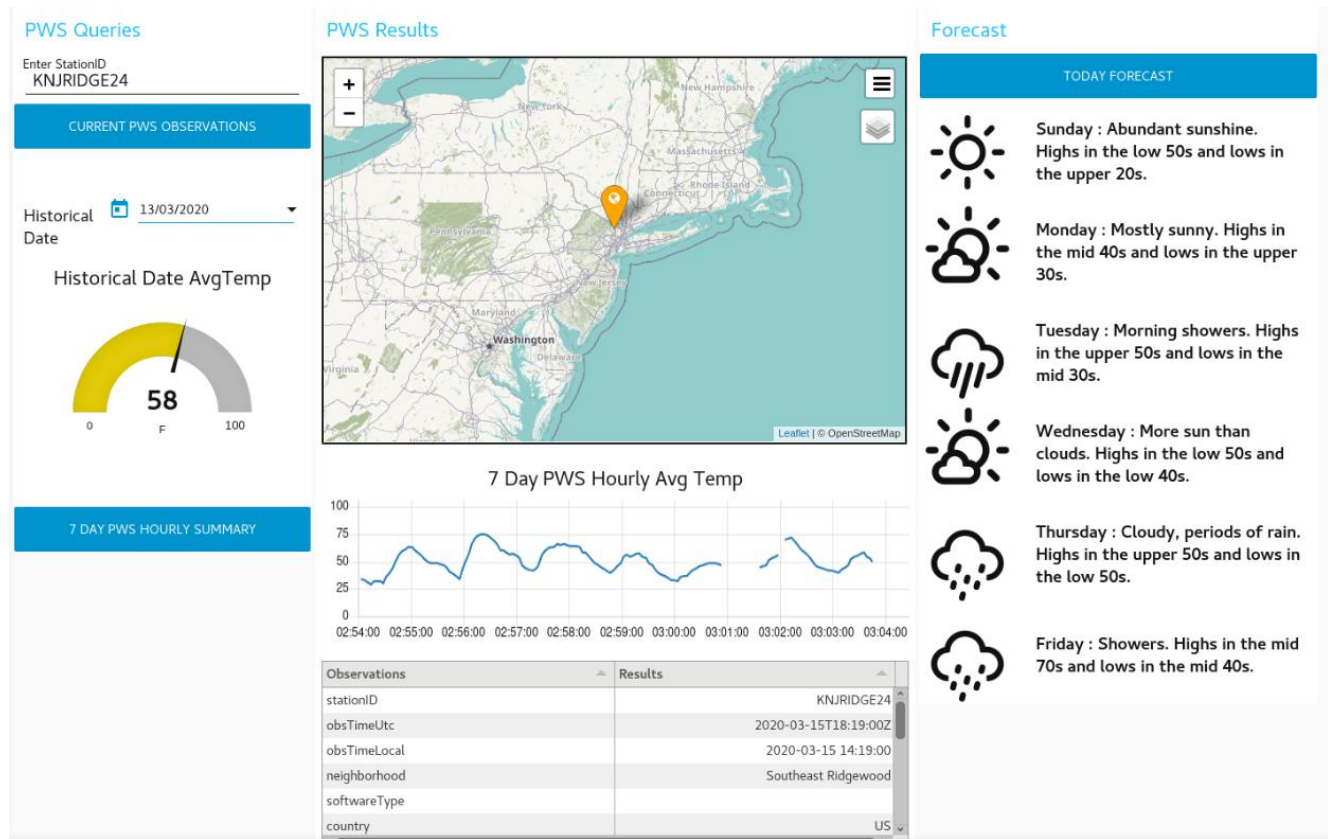 PWS Queries
Enter StationID
KNJRIDGE24
CURRENT PWS OBSERVATIONS
Historical
Date
13/03/2020
Historical Date AvgTemp
58
0
F
100
7 DAY PWS HOURLY SUMMARY
PWS Results
+
−
New Hampshire
New York
Massachusetts
Rhode Island
Connecticut
Pennsylvania
New Jersey
Maryland
Washington
Delaware
Virginia
Leaflet | © OpenStreetMap
7 Day PWS Hourly Avg Temp
100
75
50
25
0
02:54:00 02:55:00 02:56:00 02:57:00 02:58:00 02:59:00 03:00:00 03:01:00 03:02:00 03:03:00 03:04:00
Observations Results
stationID KNJRIDGE24
obsTimeUtc 2020-03-15T18:19:00Z
obsTimeLocal 2020-03-15 14:19:00
neighborhood Southeast Ridgewood
softwareType
country US
Forecast
TODAY FORECAST
Sunday : Abundant sunshine.
Highs in the low 50s and lows in
the upper 20s.
Monday : Mostly sunny. Highs in
the mid 40s and lows in the upper
30s.
Tuesday : Morning showers. Highs
in the upper 50s and lows in the
mid 30s.
Wednesday : More sun than
clouds. Highs in the low 50s and
lows in the low 40s.
Thursday : Cloudy, periods of rain.
Highs in the upper 50s and lows in
the low 50s.
Friday : Showers. Highs in the mid
70s and lows in the mid 40s.